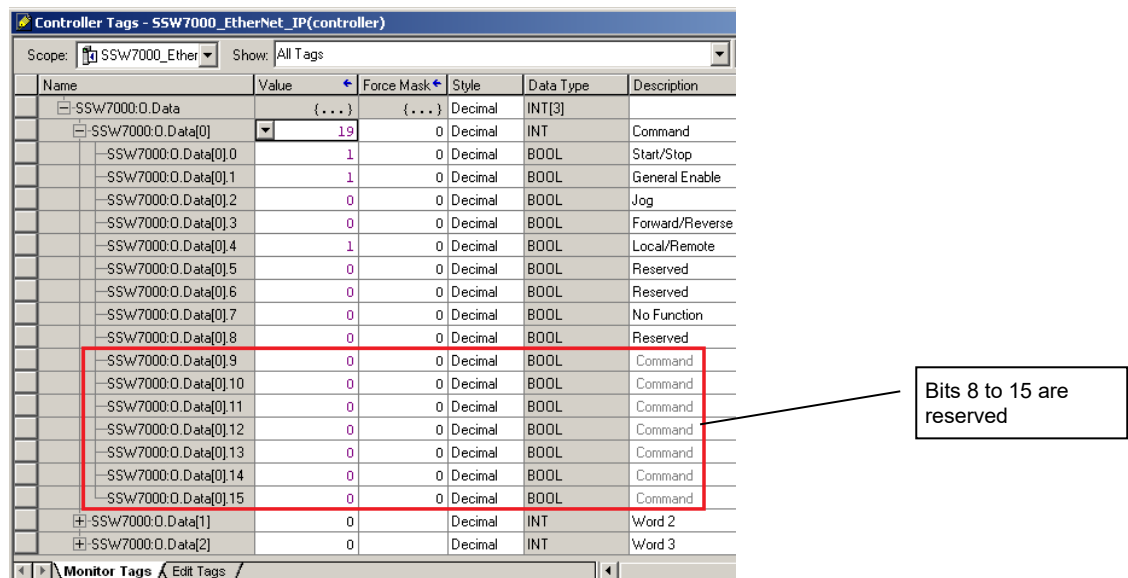 Controller Tags - SSW7000_EtherNet_IP(controller)
Scope: SSW7000_Ether Show: All Tags
Name Value Force Mask Style Data Type Description
SSW7000:O.Data {...} {...} Decimal INT[3]
SSW7000:O.Data[0] 19 0 Decimal INT Command
SSW7000:O.Data[0].0 1 0 Decimal BOOL Start/Stop
SSW7000:O.Data[0].1 1 0 Decimal BOOL General Enable
SSW7000:O.Data[0].2 0 0 Decimal BOOL Jog
SSW7000:O.Data[0].3 0 0 Decimal BOOL Forward/Reverse
SSW7000:O.Data[0].4 1 0 Decimal BOOL Local/Remote
SSW7000:O.Data[0].5 0 0 Decimal BOOL Reserved
SSW7000:O.Data[0].6 0 0 Decimal BOOL Reserved
SSW7000:O.Data[0].7 0 0 Decimal BOOL No Function
SSW7000:O.Data[0].8 0 0 Decimal BOOL Reserved
SSW7000:O.Data[0].9 0 0 Decimal BOOL Command
SSW7000:O.Data[0].10 0 0 Decimal BOOL Command
SSW7000:O.Data[0].11 0 0 Decimal BOOL Command
SSW7000:O.Data[0].12 0 0 Decimal BOOL Command
SSW7000:O.Data[0].13 0 0 Decimal BOOL Command
SSW7000:O.Data[0].14 0 0 Decimal BOOL Command
SSW7000:O.Data[0].15 0 0 Decimal BOOL Command
SSW7000:O.Data[1] 0 Decimal INT Word 2
SSW7000:O.Data[2] 0 Decimal INT Word 3
Monitor Tags Edit Tags
Bits 8 to 15 are
reserved